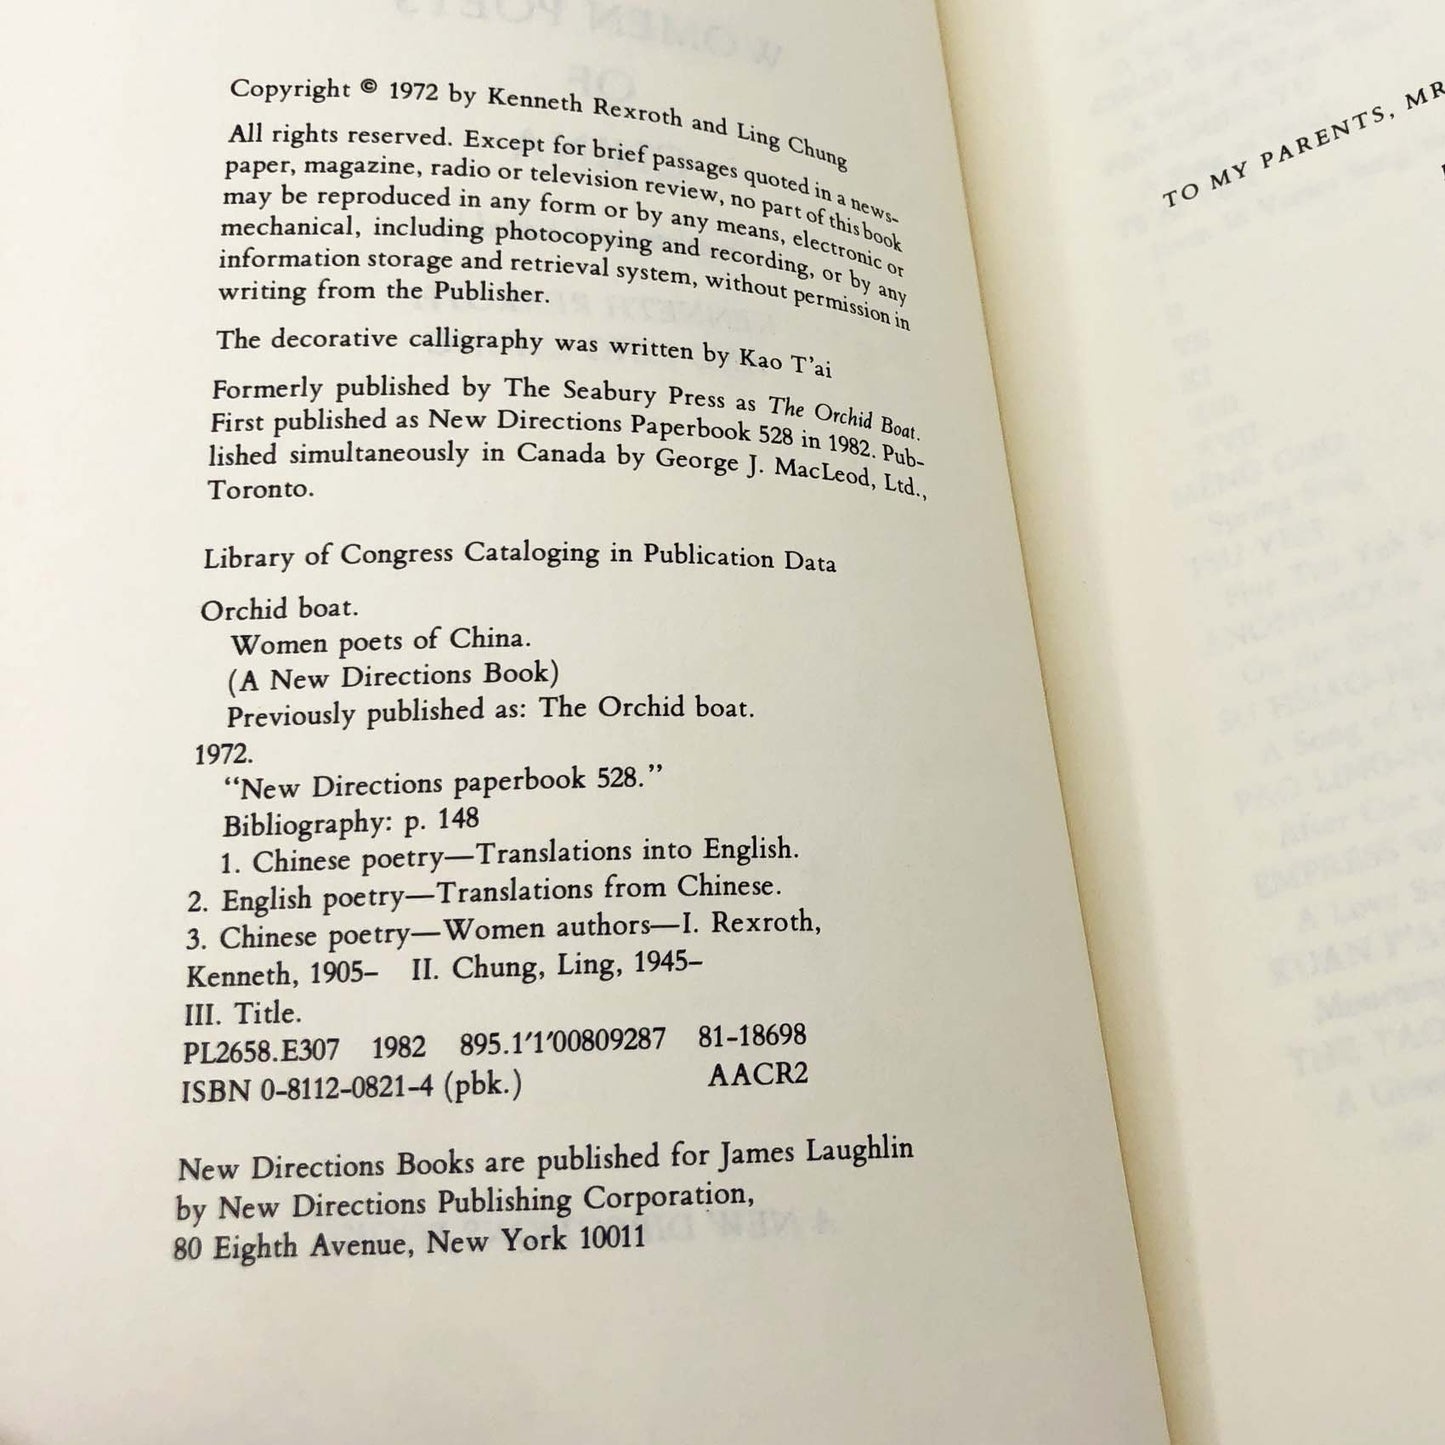 Copyright © 1972 by Kenneth Rexroth and Ling Chung
All rights reserved. Except for brief passages quoted in a news-
paper, magazine, radio or television review, no part of this book
may be reproduced in any form or by any means, electronic or
mechanical, including photocopying and recording, or by any
information storage and retrieval system, without permission in
writing from the Publisher.
The decorative calligraphy was written by Kao T'ai
Formerly published by The Seabury Press as The Orchid Boat.
First published as New Directions Paperbook 528 in 1982. Pub-
lished simultaneously in Canada by George J. MacLeod, Ltd.,
Toronto.
Library of Congress Cataloging in Publication Data
Orchid boat.
Women poets of China.
(A New Directions Book)
Previously published as: The Orchid boat.
1972.
“New Directions paperbook 528.”
Bibliography: p. 148
1. Chinese poetry—Translations into English.
2. English poetry—Translations from Chinese.
3. Chinese poetry—Women authors—I. Rexroth,
Kenneth, 1905– II. Chung, Ling, 1945–
III. Title.
PL2658.E307 1982 895.1′1′00809287 81-18698
ISBN 0-8112-0821-4 (pbk.) AACR2
New Directions Books are published for James Laughlin
by New Directions Publishing Corporation,
80 Eighth Avenue, New York 10011
TO MY PARENTS, MR